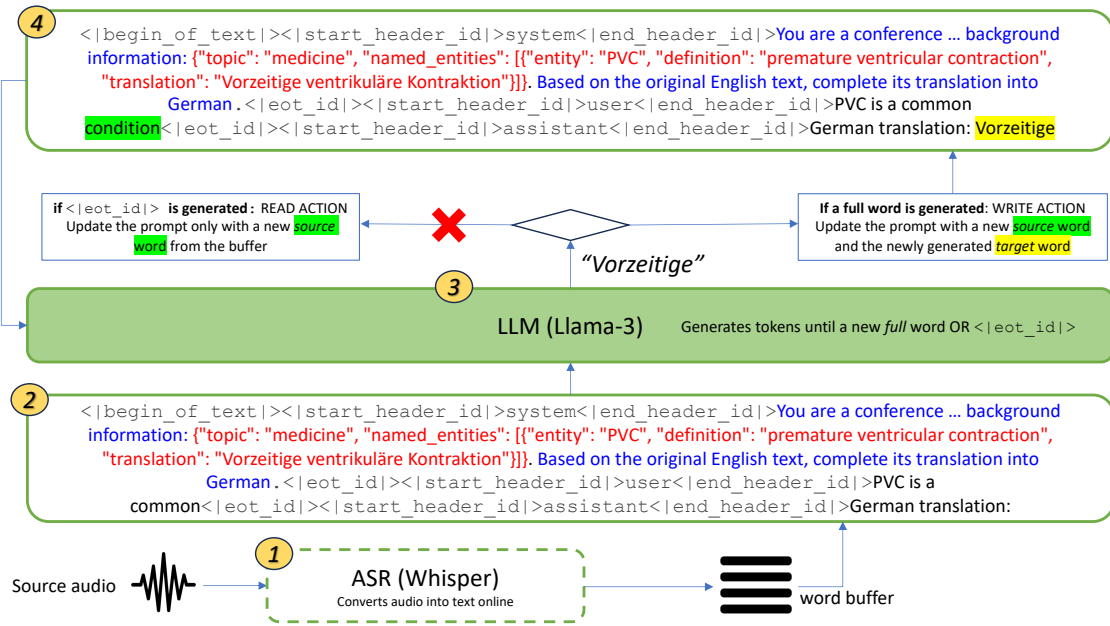 4
<|begin_of_text|><|start_header_id|>system<|end_header_id|>You are a conference ... background
information: {"topic": "medicine", "named_entities": [{"entity": "PVC", "definition": "premature ventricular contraction",
"translation": "Vorzeitige ventrikuläre Kontraktion"}]}. Based on the original English text, complete its translation into
German.<|eot_id|><|start_header_id|>user<|end_header_id|>PVC is a common
condition<|eot_id|><|start_header_id|>assistant<|end_header_id|>German translation: Vorzeitige
if <|eot_id|> is generated: READ ACTION
Update the prompt only with a new source
word from the buffer
If a full word is generated: WRITE ACTION
Update the prompt with a new source word
and the newly generated target word
"Vorzeitige"
3
LLM (Llama-3)
Generates tokens until a new full word OR <|eot_id|>
2
<|begin_of_text|><|start_header_id|>system<|end_header_id|>You are a conference ... background
information: {"topic": "medicine", "named_entities": [{"entity": "PVC", "definition": "premature ventricular contraction",
"translation": "Vorzeitige ventrikuläre Kontraktion"}]}. Based on the original English text, complete its translation into
German.<|eot_id|><|start_header_id|>user<|end_header_id|>PVC is a
common<|eot_id|><|start_header_id|>assistant<|end_header_id|>German translation:
1
Source audio
ASR (Whisper)
Converts audio into text online
word buffer